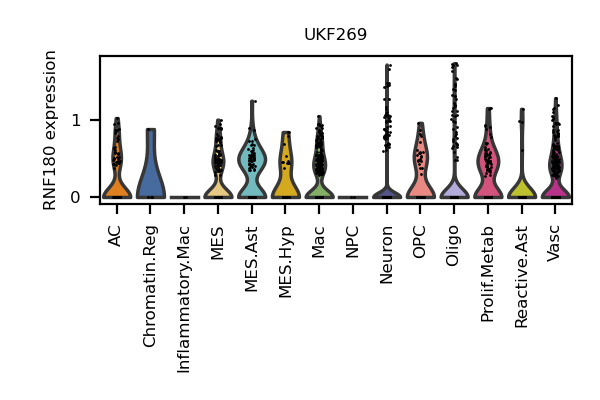 UKF269
RNF180 expression
1
0
AC
Chromatin.Reg
Inflammatory.Mac
MES
MES.Ast
MES.Hyp
Mac
NPC
Neuron
OPC
Oligo
Prolif.Metab
Reactive.Ast
Vasc